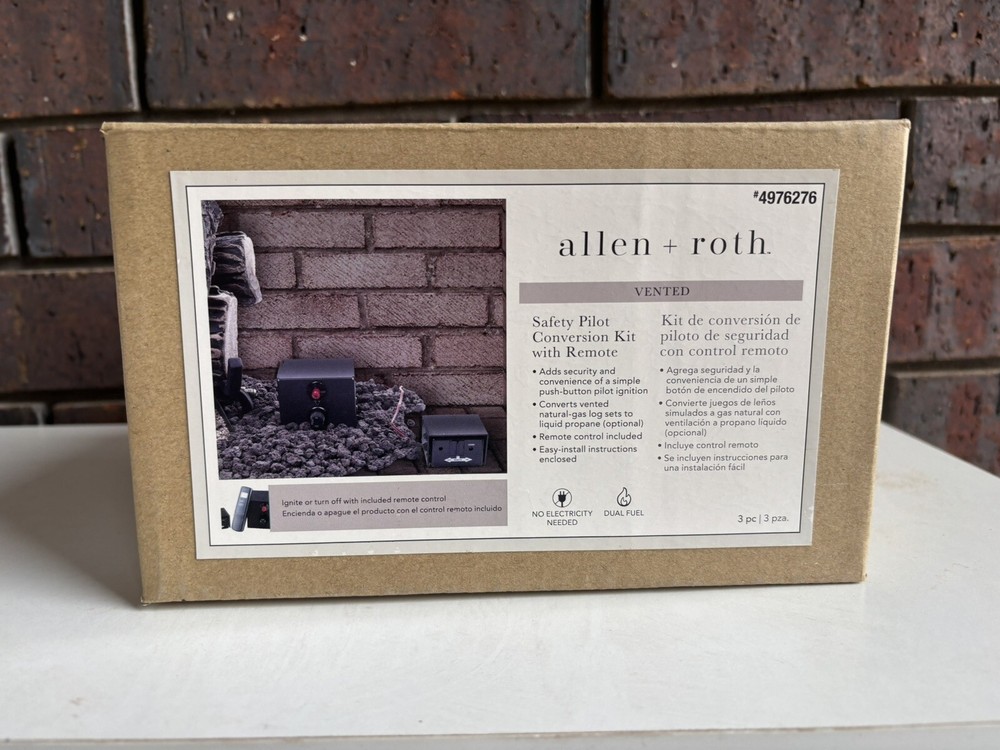 #4976276
allen + roth™
VENTED
Safety Pilot
Conversion Kit
with Remote
• Adds security and
convenience of a simple
push-button pilot ignition
• Converts vented
natural-gas log sets to
liquid propane (optional)
• Remote control included
• Easy-install instructions
enclosed
Kit de conversión de
piloto de seguridad
con control remoto
• Agrega seguridad y la
conveniencia de un simple
botón de encendido del piloto
• Convierte juegos de leños
simulados a gas natural con
ventilación a propano líquido
(opcional)
• Incluye control remoto
• Se incluyen instrucciones para
una instalación fácil
NO ELECTRICITY
NEEDED
DUAL FUEL
3 pc | 3 pza.
Ignite or turn off with included remote control
Encienda o apague el producto con el control remoto incluido